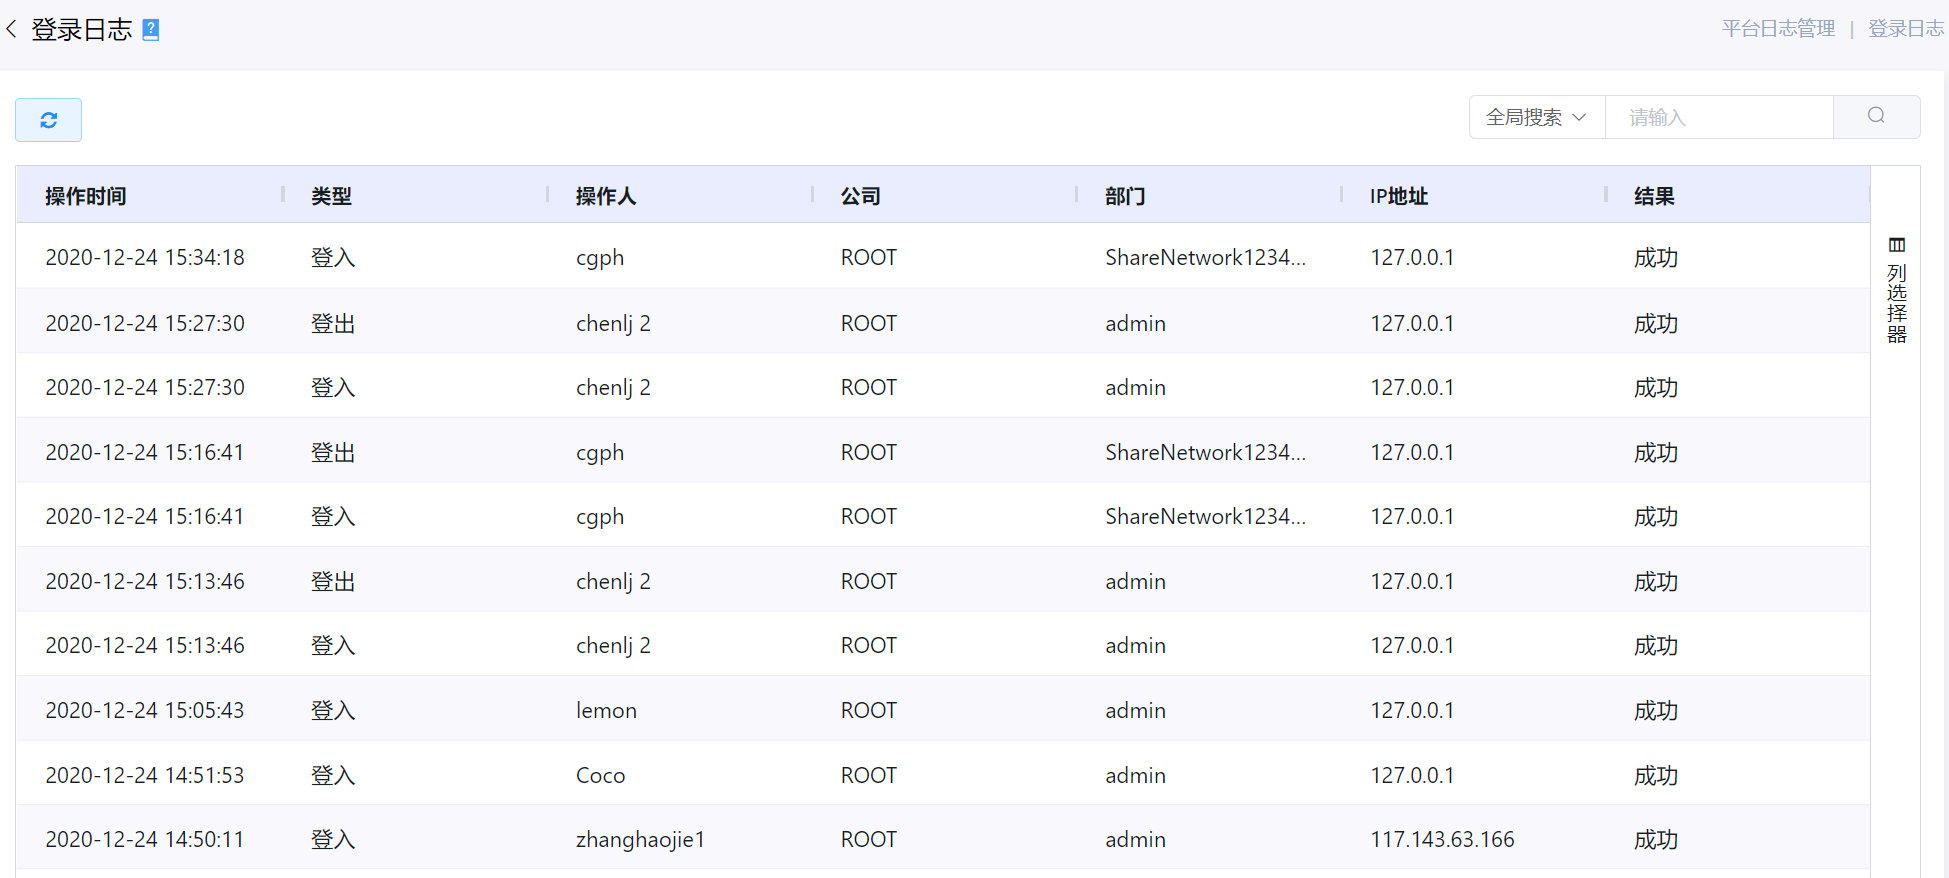 登录日志
平台日志管理 | 登录日志
全局搜索 请输入
操作时间 类型 操作人 公司 部门 IP地址 结果
2020-12-24 15:34:18 登入 cgph ROOT ShareNetwork1234... 127.0.0.1 成功
2020-12-24 15:27:30 登出 chenlj 2 ROOT admin 127.0.0.1 成功
2020-12-24 15:27:30 登入 chenlj 2 ROOT admin 127.0.0.1 成功
2020-12-24 15:16:41 登出 cgph ROOT ShareNetwork1234... 127.0.0.1 成功
2020-12-24 15:16:41 登入 cgph ROOT ShareNetwork1234... 127.0.0.1 成功
2020-12-24 15:13:46 登出 chenlj 2 ROOT admin 127.0.0.1 成功
2020-12-24 15:13:46 登入 chenlj 2 ROOT admin 127.0.0.1 成功
2020-12-24 15:05:43 登入 lemon ROOT admin 127.0.0.1 成功
2020-12-24 14:51:53 登入 Coco ROOT admin 127.0.0.1 成功
2020-12-24 14:50:11 登入 zhanghaojie1 ROOT admin 117.143.63.166 成功
列选择器